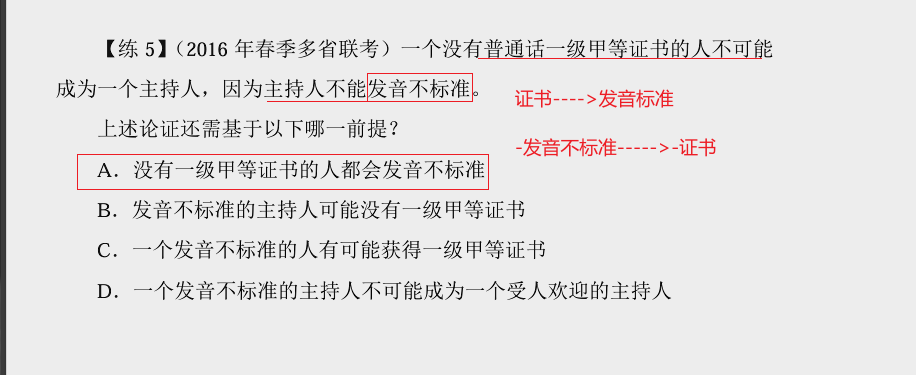 【练 5】（2016 年春季多省联考）一个没有普通话一级甲等证书的人不可能
成为一个主持人，因为主持人不能发音不标准。
证书---->发音标准
上述论证还需基于以下哪一前提？
-发音不标准----->-证书
A．没有一级甲等证书的人都会发音不标准
B．发音不标准的主持人可能没有一级甲等证书
C．一个发音不标准的人有可能获得一级甲等证书
D．一个发音不标准的主持人不可能成为一个受人欢迎的主持人